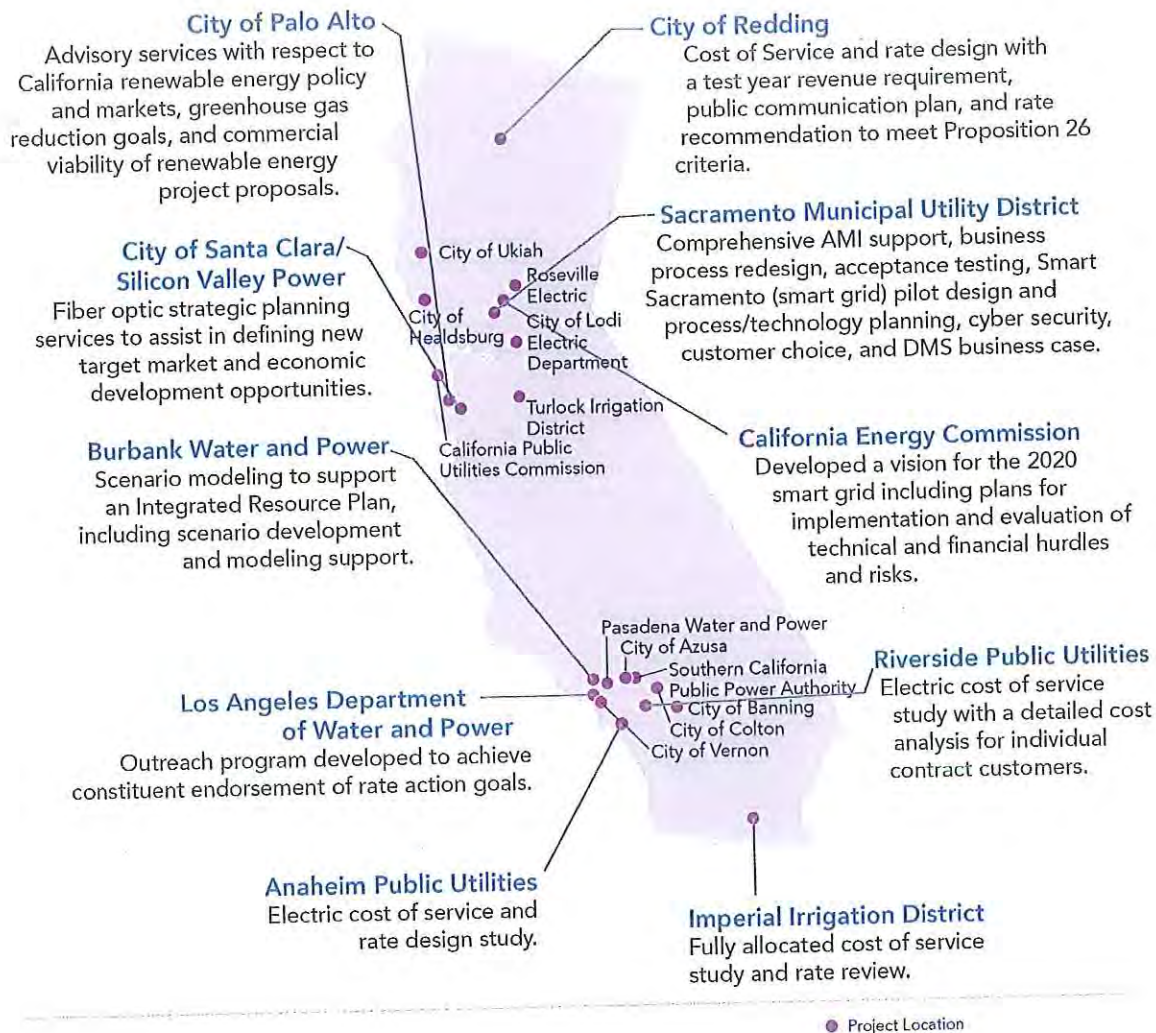 City of Palo Alto
Advisory services with respect to
California renewable energy policy
and markets, greenhouse gas
reduction goals, and commercial
viability of renewable energy
project proposals.
City of Redding
Cost of Service and rate design with
a test year revenue requirement,
public communication plan, and rate
recommendation to meet Proposition 26
criteria.
City of Santa Clara/
Silicon Valley Power
Fiber optic strategic planning
services to assist in defining new
target market and economic
development opportunities.
City of Ukiah
Roseville
Electric
City of
Healdsburg
City of Lodi
Electric
Department
Turlock Irrigation
District
California Public
Utilities Commission
Sacramento Municipal Utility District
Comprehensive AMI support, business
process redesign, acceptance testing, Smart
Sacramento (smart grid) pilot design and
process/technology planning, cyber security,
customer choice, and DMS business case.
Burbank Water and Power
Scenario modeling to support
an Integrated Resource Plan,
including scenario development
and modeling support.
California Energy Commission
Developed a vision for the 2020
smart grid including plans for
implementation and evaluation of
technical and financial hurdles
and risks.
Pasadena Water and Power
City of Azusa
Southern California
Public Power Authority
City of Banning
City of Colton
City of Vernon
Riverside Public Utilities
Electric cost of service
study with a detailed cost
analysis for individual
contract customers.
Los Angeles Department
of Water and Power
Outreach program developed to achieve
constituent endorsement of rate action goals.
Anaheim Public Utilities
Electric cost of service and
rate design study.
Imperial Irrigation District
Fully allocated cost of service
study and rate review.
Project Location